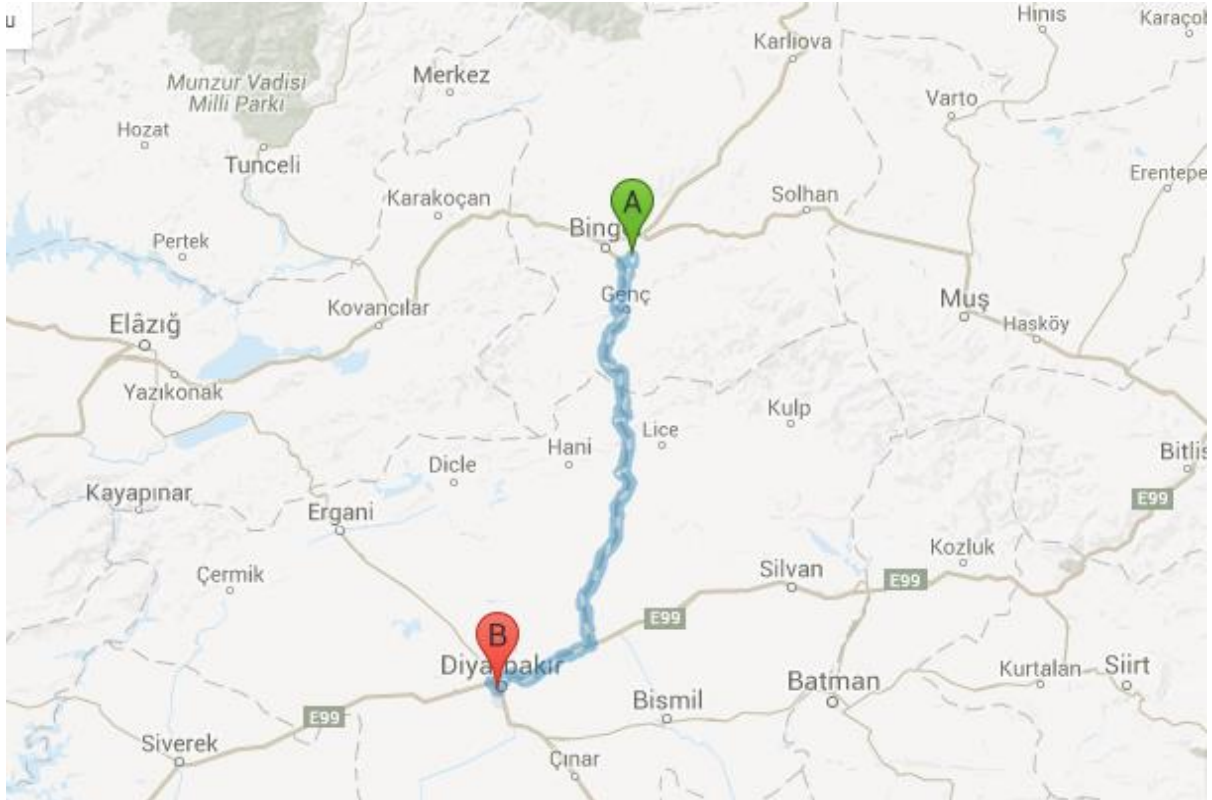 u
Hinıs
Karaçob
Karlıova
Merkez
Munzur Vadisi
Milli Parkı
Varto
Hozat
Tunceli
Erentepe
Karakoçan
A
Solhan
Bing
Pertek
Genç
Kovancılar
Muş
Elâzığ
Hasköy
Yazıkonak
Kulp
Lice
Hani
Bitlis
Dicle
Kayapınar
E99
Ergani
Kozluk
Silvan
E99
Çermik
E99
B
Diyarbakır
Kurtalan
Siirt
Batman
Bismil
E99
Siverek
Çınar